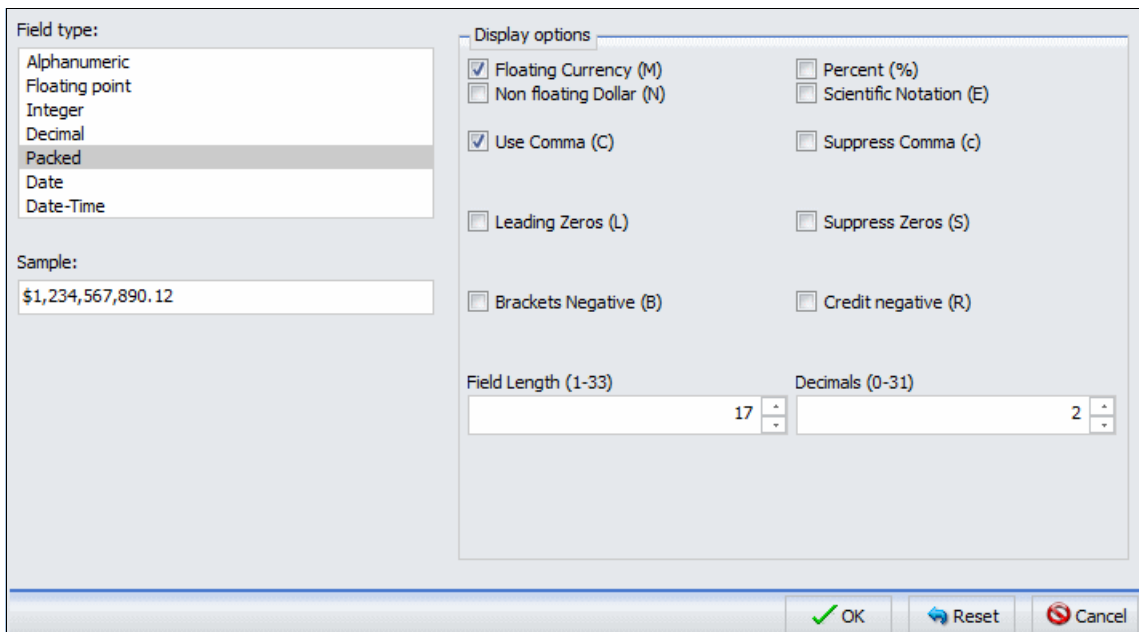 Field type:
Alphanumeric
Floating point
Integer
Decimal
Packed
Date
Date-Time
Sample:
$1,234,567,890.12
Display options
Floating Currency (M)
Percent (%)
Non floating Dollar (N)
Scientific Notation (E)
Use Comma (C)
Suppress Comma (c)
Leading Zeros (L)
Suppress Zeros (S)
Brackets Negative (B)
Credit negative (R)
Field Length (1-33)
Decimals (0-31)
17
2
OK
Reset
Cancel